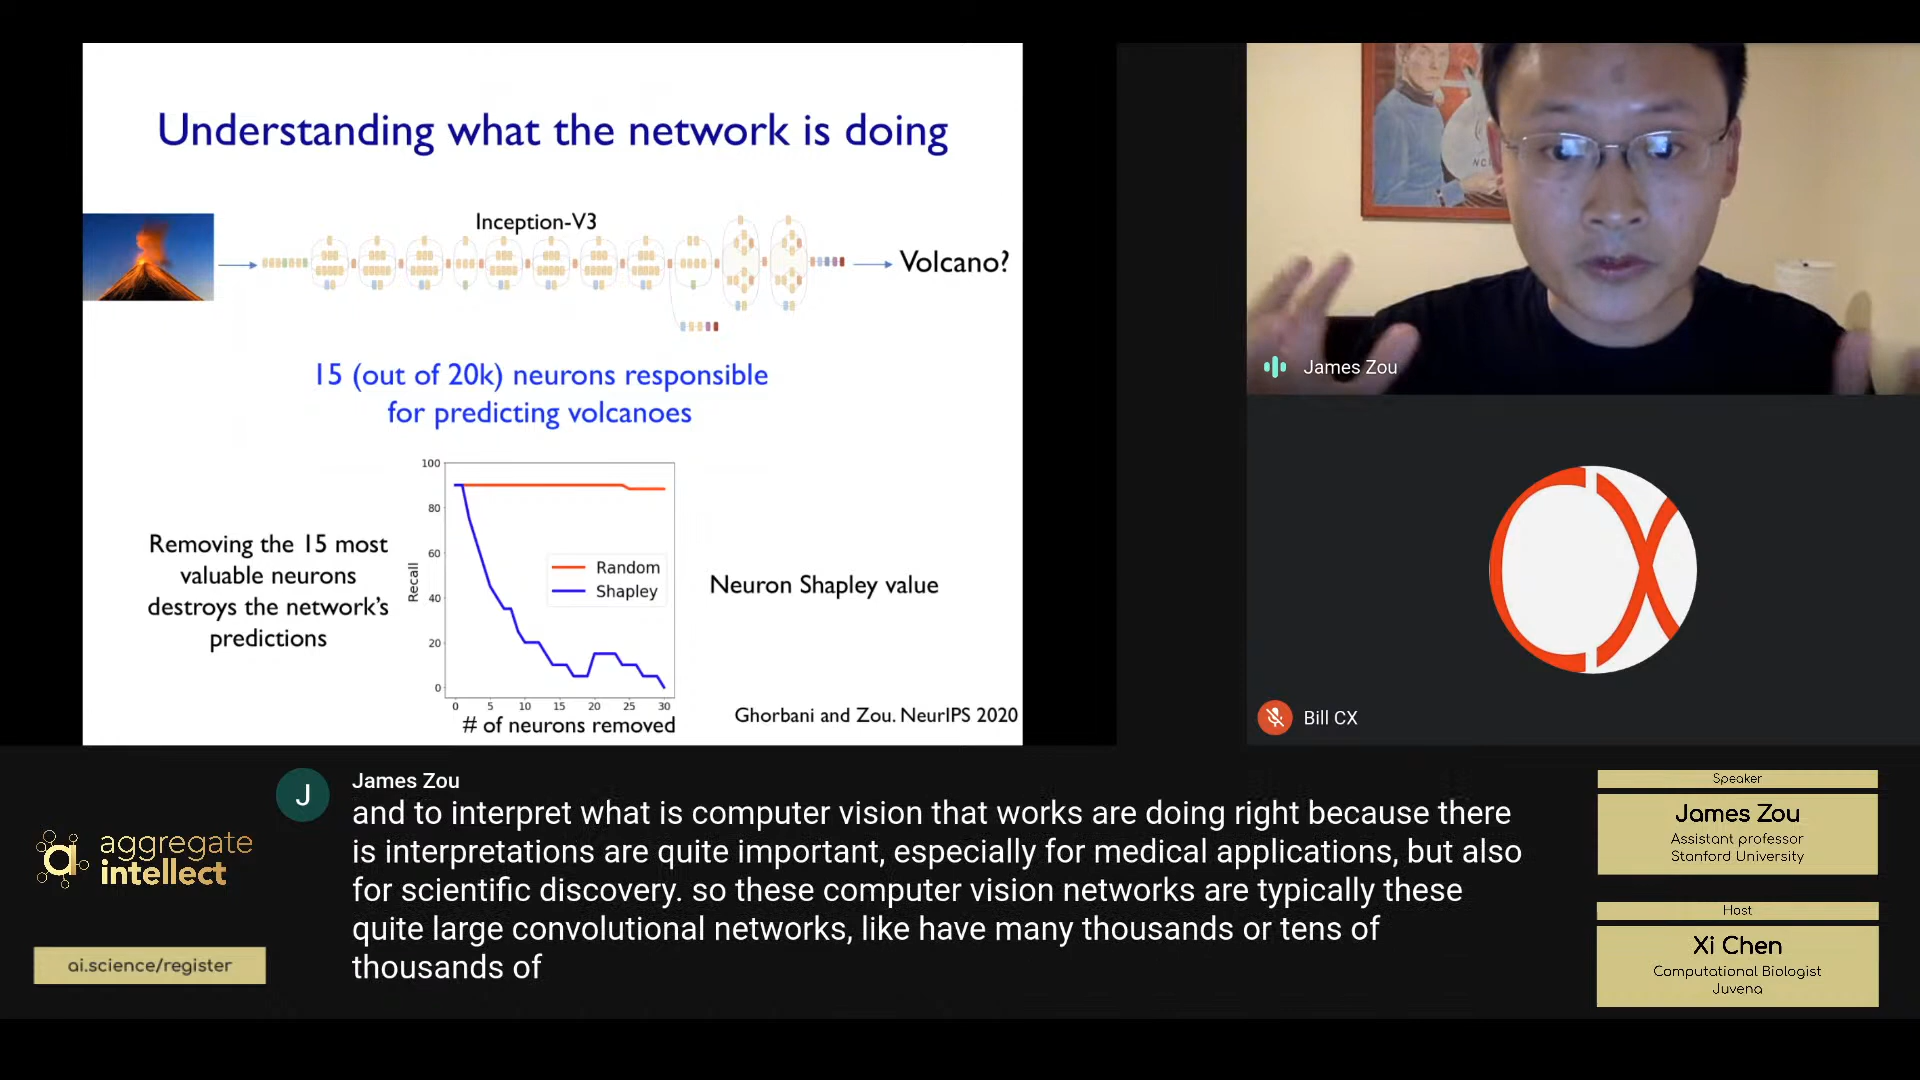 Understanding what the network is doing
Inception-V3
Volcano?
15 (out of 20k) neurons responsible
for predicting volcanoes
Removing the 15 most
valuable neurons
destroys the network's
predictions
100
80
60
40
20
0
Recall
Random
Shapley
0 5 10 15 20 25 30
# of neurons removed
Neuron Shapley value
Ghorbani and Zou. NeurIPS 2020
NC
James Zou
Bill CX
J
James Zou
and to interpret what is computer vision that works are doing right because there
is interpretations are quite important, especially for medical applications, but also
for scientific discovery. so these computer vision networks are typically these
quite large convolutional networks, like have many thousands or tens of
thousands of
aggregate
intellect
ai.science/register
Speaker
James Zou
Assistant professor
Stanford University
Host
Xi Chen
Computational Biologist
Juvena